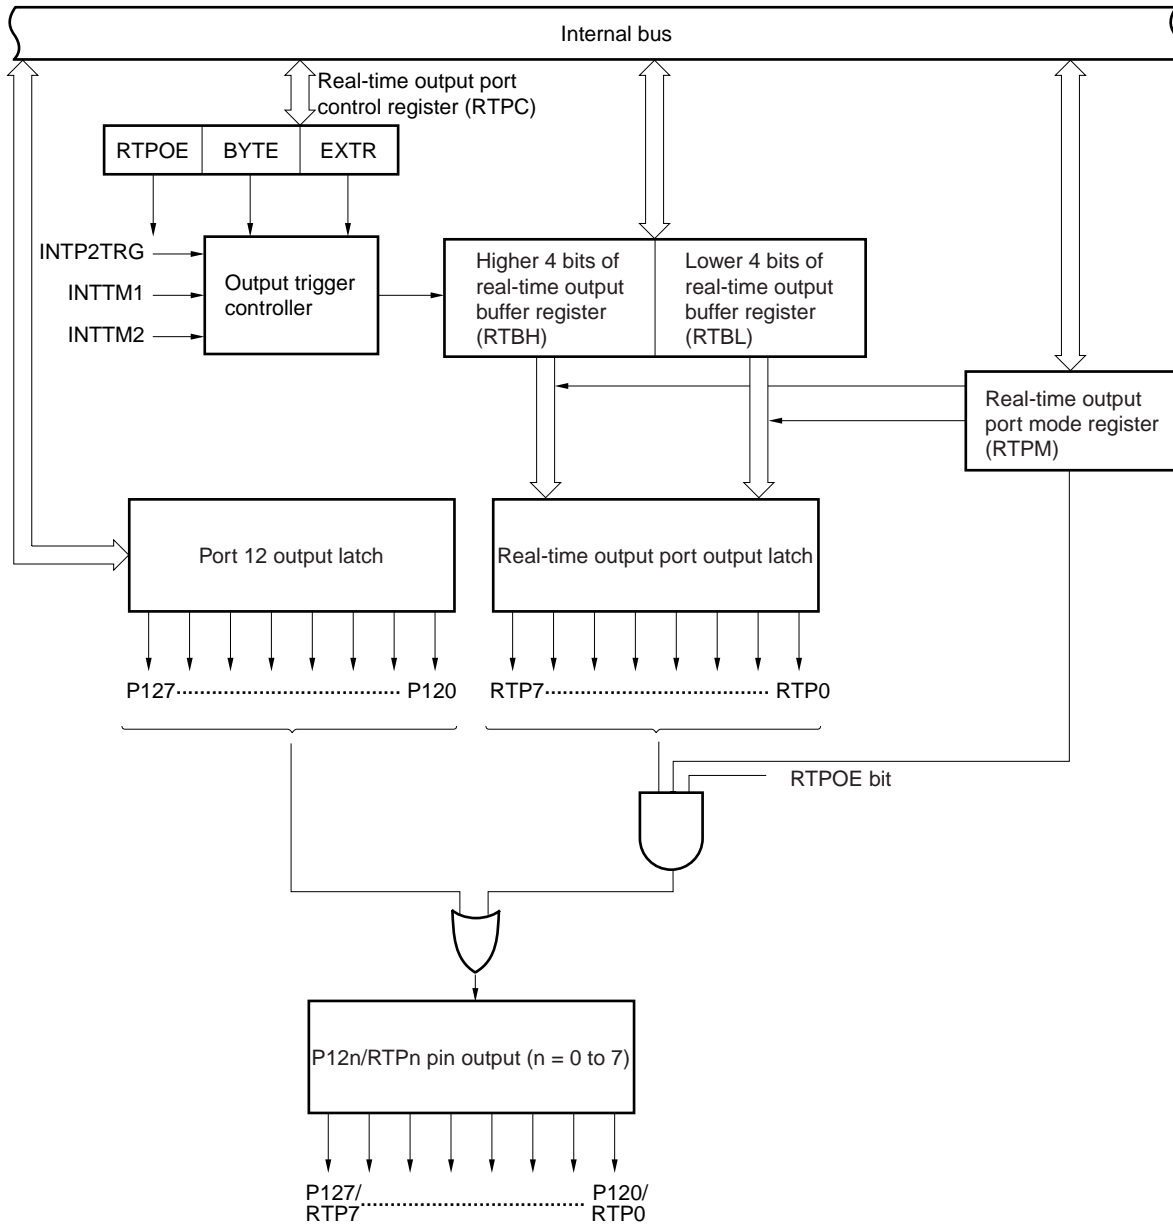 Internal bus
Real-time output port
control register (RTPC)
RTPOE
BYTE
EXTR
INTP2TRG
INTTM1
INTTM2
Output trigger
controller
Higher 4 bits of
real-time output
buffer register
(RTBH)
Lower 4 bits of
real-time output
buffer register
(RTBL)
Real-time output
port mode register
(RTPM)
Port 12 output latch
Real-time output port output latch
P127
P120
RTP7
RTP0
RTPOE bit
P12n/RTPn pin output (n = 0 to 7)
P127/
RTP7
P120/
RTP0